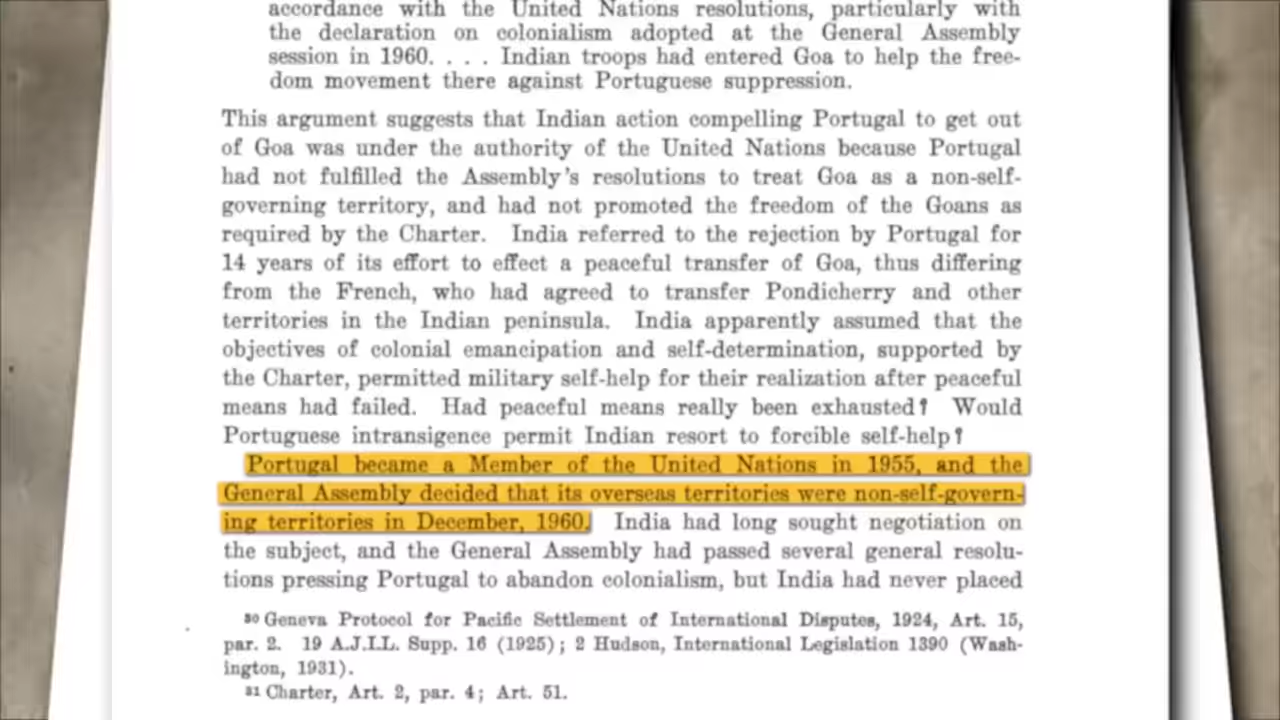 accordance with the United Nations resolutions, particularly with
the declaration on colonialism adopted at the General Assembly
session in 1960. . . . Indian troops had entered Goa to help the free-
dom movement there against Portuguese suppression.
This argument suggests that Indian action compelling Portugal to get out
of Goa was under the authority of the United Nations because Portugal
had not fulfilled the Assembly's resolutions to treat Goa as a non-self-
governing territory, and had not promoted the freedom of the Goans as
required by the Charter. India referred to the rejection by Portugal for
14 years of its effort to effect a peaceful transfer of Goa, thus differing
from the French, who had agreed to transfer Pondicherry and other
territories in the Indian peninsula. India apparently assumed that the
objectives of colonial emancipation and self-determination, supported by
the Charter, permitted military self-help for their realization after peaceful
means had failed. Had peaceful means really been exhausted? Would
Portuguese intransigence permit Indian resort to forcible self-help?
Portugal became a Member of the United Nations in 1955, and the
General Assembly decided that its overseas territories were non-self-govern-
ing territories in December, 1960. India had long sought negotiation on
the subject, and the General Assembly had passed several general resolu-
tions pressing Portugal to abandon colonialism, but India had never placed
30 Geneva Protocol for Pacific Settlement of International Disputes, 1924, Art. 15,
par. 2. 19 A.J.I.L. Supp. 16 (1925); 2 Hudson, International Legislation 1390 (Wash-
ington, 1931).
31 Charter, Art. 2, par. 4; Art. 51.